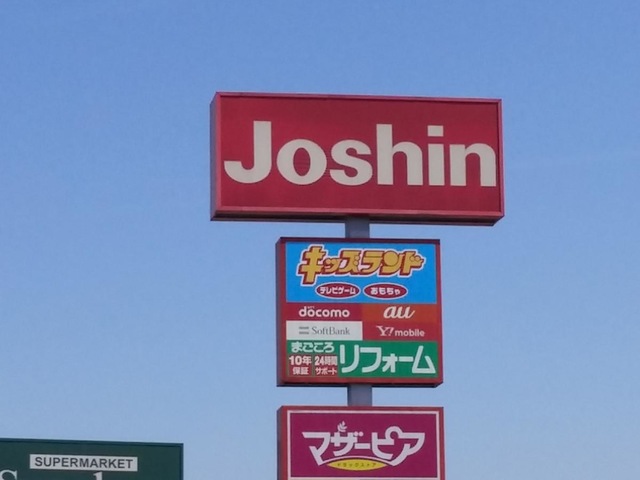 Joshin
キッズランド
テレビゲーム おもちゃ
docomo au
SoftBank Y!mobile
まごころ
10年保証 24時間サポート リフォーム
マザーピア
SUPERMARKET